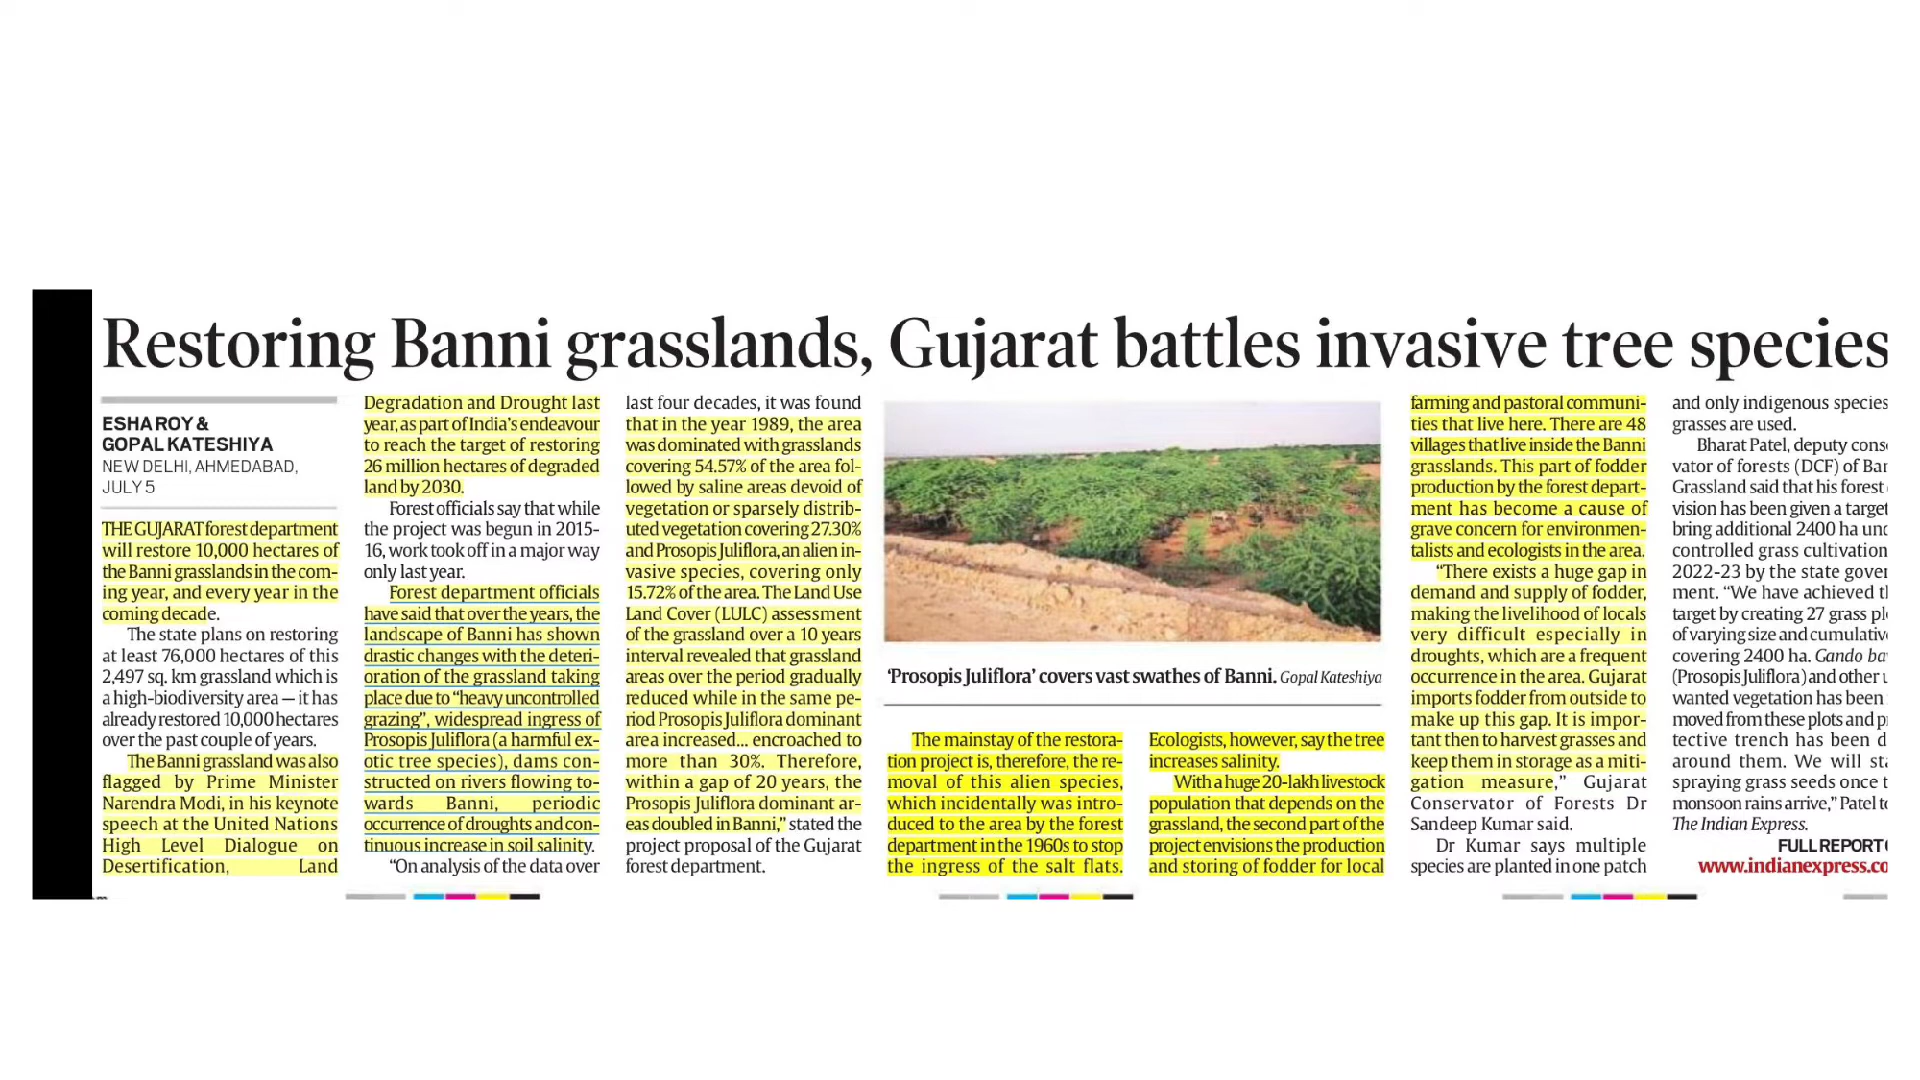 Restoring Banni grasslands, Gujarat battles invasive tree species
ESHA ROY &
GOPAL KATESHIYA
NEW DELHI, AHMEDABAD,
JULY 5
THE GUJARAT forest department
will restore 10,000 hectares of
the Banni grasslands in the com-
ing year, and every year in the
coming decade.
The state plans on restoring
at least 76,000 hectares of this
2,497 sq. km grassland which is
a high-biodiversity area — it has
already restored 10,000 hectares
over the past couple of years.
The Banni grassland was also
flagged by Prime Minister
Narendra Modi, in his keynote
speech at the United Nations
High Level Dialogue on
Desertification, Land
Degradation and Drought last
year, as part of India's endeavour
to reach the target of restoring
26 million hectares of degraded
land by 2030.
Forest officials say that while
the project was begun in 2015-
16, work took off in a major way
only last year.
Forest department officials
have said that over the years, the
landscape of Banni has shown
drastic changes with the deteri-
oration of the grassland taking
place due to “heavy uncontrolled
grazing”, widespread ingress of
Prosopis Juliflora (a harmful ex-
otic tree species), dams con-
structed on rivers flowing to-
wards Banni, periodic
occurrence of droughts and con-
tinuous increase in soil salinity.
“On analysis of the data over
last four decades, it was found
that in the year 1989, the area
was dominated with grasslands
covering 54.57% of the area fol-
lowed by saline areas devoid of
vegetation or sparsely distrib-
uted vegetation covering 27.30%
and Prosopis Juliflora, an alien in-
vasive species, covering only
15.72% of the area. The Land Use
Land Cover (LULC) assessment
of the grassland over a 10 years
interval revealed that grassland
areas over the period gradually
reduced while in the same pe-
riod Prosopis Juliflora dominant
area increased... encroached to
more than 30%. Therefore,
within a gap of 20 years, the
Prosopis Juliflora dominant ar-
eas doubled in Banni,” stated the
project proposal of the Gujarat
forest department.
‘Prosopis Juliflora’ covers vast swathes of Banni. Gopal Kateshiya
The mainstay of the restora-
tion project is, therefore, the re-
moval of this alien species,
which incidentally was intro-
duced to the area by the forest
department in the 1960s to stop
the ingress of the salt flats.
Ecologists, however, say the tree
increases salinity.
With a huge 20-lakh livestock
population that depends on the
grassland, the second part of the
project envisions the production
and storing of fodder for local
farming and pastoral communi-
ties that live here. There are 48
villages that live inside the Banni
grasslands. This part of fodder
production by the forest depart-
ment has become a cause of
grave concern for environmen-
talists and ecologists in the area.
“There exists a huge gap in
demand and supply of fodder,
making the livelihood of locals
very difficult especially in
droughts, which are a frequent
occurrence in the area. Gujarat
imports fodder from outside to
make up this gap. It is impor-
tant then to harvest grasses and
keep them in storage as a miti-
gation measure,” Gujarat
Conservator of Forests Dr
Sandeep Kumar said.
Dr Kumar says multiple
species are planted in one patch
and only indigenous species
grasses are used.
Bharat Patel, deputy cons
vator of forests (DCF) of Ban
Grassland said that his forest
vision has been given a target
bring additional 2400 ha und
controlled grass cultivation
2022-23 by the state gover
ment. “We have achieved th
target by creating 27 grass plo
of varying size and cumulative
covering 2400 ha. Gando ba
(Prosopis Juliflora) and other u
wanted vegetation has been
moved from these plots and p
tective trench has been d
around them. We will sta
spraying grass seeds once t
monsoon rains arrive,” Patel to
The Indian Express.
FULL REPORT
www.indianexpress.co